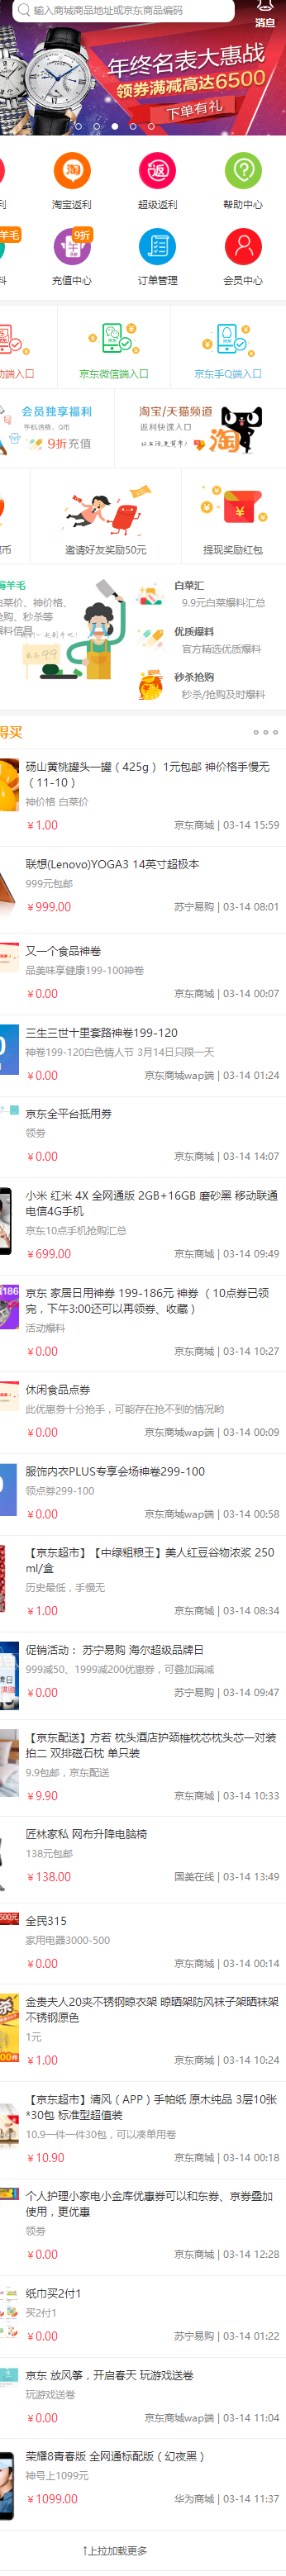 输入商城商品地址或京东商品编码
消息
年终名表大惠战
领券满减高达6500
下单有礼
利
淘宝返利
超级返利
帮助中心
羊毛
9折
料
充值中心
订单管理
会员中心
动端入口
京东微信端入口
京东手Q端入口
会员独享福利
手机话费、Q币
9折充值
淘宝/天猫频道
返利快速入口
淘
币
邀请好友奖励50元
提现奖励红包
羊毛
白菜价、神价格、
抢购、秒杀等
爆料信息
99
白菜汇
9.9元白菜爆料汇总
优质爆料
官方精选优质爆料
秒杀抢购
秒杀/抢购及时爆料
得买
砀山黄桃罐头一罐（425g）1元包邮 神价格手慢无
（11-10）
神价格 白菜价
￥1.00
京东商城 | 03-14 15:59
联想(Lenovo)YOGA3 14英寸超极本
999元包邮
￥999.00
苏宁易购 | 03-14 08:01
又一个食品神卷
品美味享健康199-100神卷
￥0.00
京东商城 | 03-14 00:07
三生三世十里套路神卷199-120
神卷199-120白色情人节 3月14日只限一天
￥0.00
京东商城wap端 | 03-14 01:24
京东全平台抵用券
领券
￥0.00
京东商城 | 03-14 14:07
小米 红米 4X 全网通版 2GB+16GB 磨砂黑 移动联通
电信4G手机
京东10点手机抢购汇总
￥699.00
京东商城 | 03-14 09:49
京东 家居日用神券 199-186元 神券 （10点券已领
完，下午3:00还可以再领券、收藏）
活动爆料
￥0.00
京东商城 | 03-14 10:27
休闲食品点券
此优惠劵十分抢手，可能存在抢不到的情况哟
￥0.00
京东商城wap端 | 03-14 00:09
服饰内衣PLUS专享会场神卷299-100
领点券299-100
￥0.00
京东商城wap端 | 03-14 00:58
【京东超市】【中绿粗粮王】美人红豆谷物浓浆 250
ml/盒
历史最低，手慢无
￥1.00
京东商城 | 03-14 08:34
促销活动： 苏宁易购 海尔超级品牌日
999减50、1999减200优惠券，可叠加满减
￥0.00
苏宁易购 | 03-14 09:47
【京东配送】方若 枕头酒店护颈椎枕芯枕头芯一对装
拍二 双排磁石枕 单只装
9.9包邮，京东配送
￥9.90
京东商城 | 03-14 10:33
匠林家私 网布升降电脑椅
138元包邮
￥138.00
国美在线 | 03-14 13:49
500元
全民315
家用电器3000-500
￥0.00
京东商城 | 03-14 00:14
金贵夫人20夹不锈钢晾衣架 晾晒架防风袜子架晒袜架
不锈钢原色
1元
￥1.00
京东商城 | 03-14 10:24
【京东超市】清风（APP）手帕纸 原木纯品 3层10张
*30包 标准型超值装
10.9一件一件30包，可以凑单用卷
￥10.90
京东商城 | 03-14 00:18
个人护理小家电小金库优惠券可以和东券、京券叠加
使用，更优惠
领劵
￥0.00
京东商城 | 03-14 12:28
纸巾买2付1
买2付1
￥0.00
苏宁易购 | 03-14 01:22
京东 放风筝，开启春天 玩游戏送卷
玩游戏送卷
￥0.00
京东商城wap端 | 03-14 11:04
荣耀8青春版 全网通标配版（幻夜黑）
神号上1099元
￥1099.00
华为商城 | 03-14 11:37
↑上拉加载更多